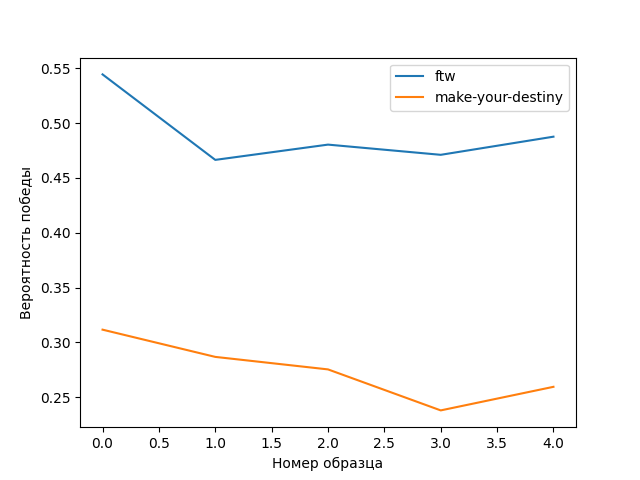 0.55
0.50
0.45
0.40
0.35
0.30
0.25
Вероятность победы
ftw
make-your-destiny
0.0 0.5 1.0 1.5 2.0 2.5 3.0 3.5 4.0
Номер образца